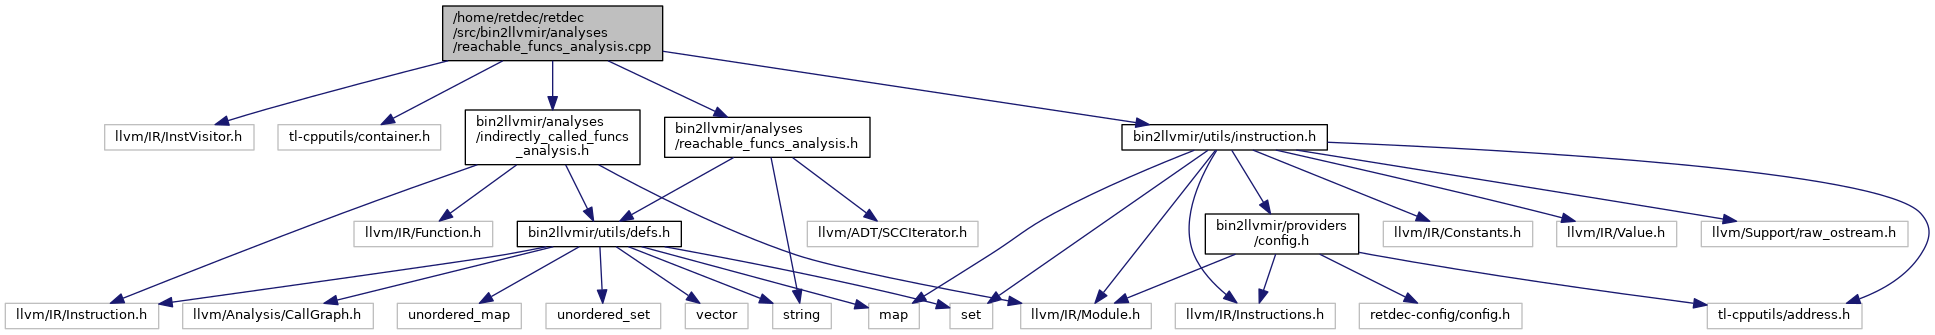 /home/retdec/retdec
/src/bin2llvmir/analyses
/reachable_funcs_analysis.cpp
llvm/IR/InstVisitor.h
tl-cpputils/container.h
bin2llvmir/analyses
/indirectly_called_funcs
_analysis.h
bin2llvmir/analyses
/reachable_funcs_analysis.h
bin2llvmir/utils/instruction.h
llvm/IR/Function.h
bin2llvmir/utils/defs.h
llvm/ADT/SCCIterator.h
bin2llvmir/providers
/config.h
llvm/IR/Constants.h
llvm/IR/Value.h
llvm/Support/raw_ostream.h
llvm/IR/Instruction.h
llvm/Analysis/CallGraph.h
unordered_map
unordered_set
vector
string
map
set
llvm/IR/Module.h
llvm/IR/Instructions.h
retdec-config/config.h
tl-cpputils/address.h